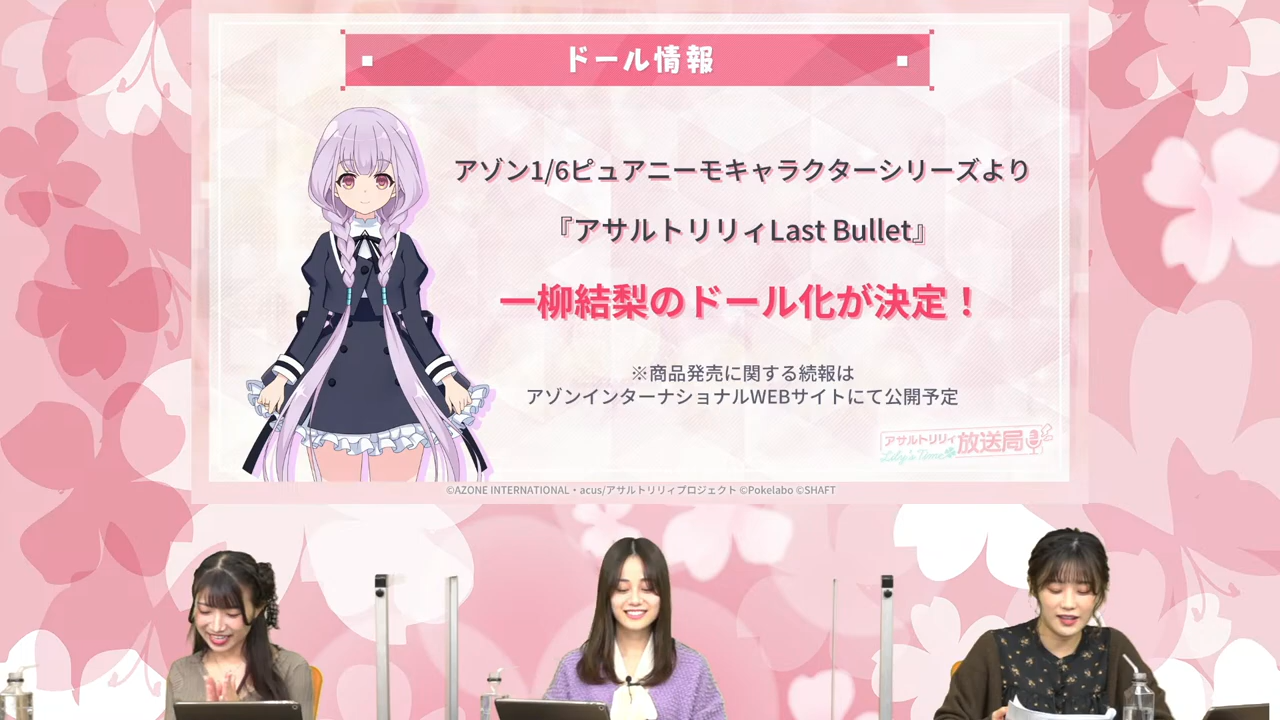 ドール情報
アゾン1/6ピュアニーモキャラクターシリーズより
『アサルトリリィLast Bullet』
一柳結梨のドール化が決定！
※商品発売に関する続報は
アゾンインターナショナルWEBサイトにて公開予定
アサルトリリィ放送局
Lily's Time
©AZONE INTERNATIONAL・acus/アサルトリリィプロジェクト ©Pokelabo ©SHAFT